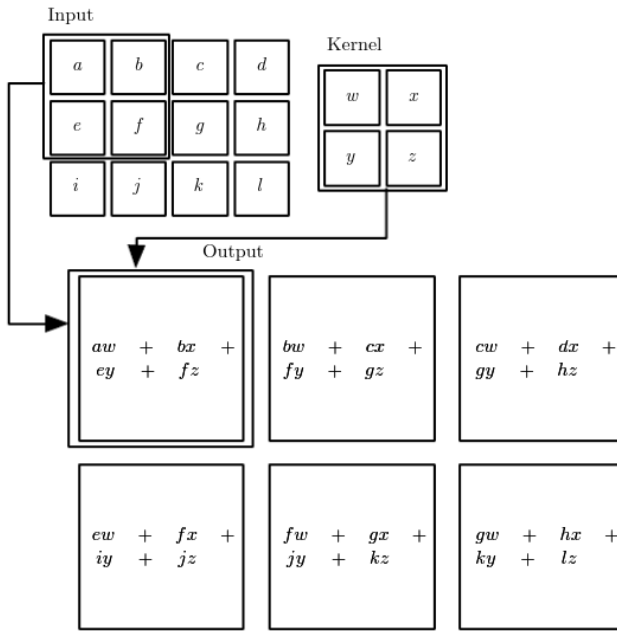 Input
Kernel
a b c d
e f g h
i j k l
w x
y z
Output
aw + bx +
ey + fz
bw + cx +
fy + gz
cw + dx +
gy + hz
ew + fx +
iy + jz
fw + gx +
jy + kz
gw + hx +
ky + lz